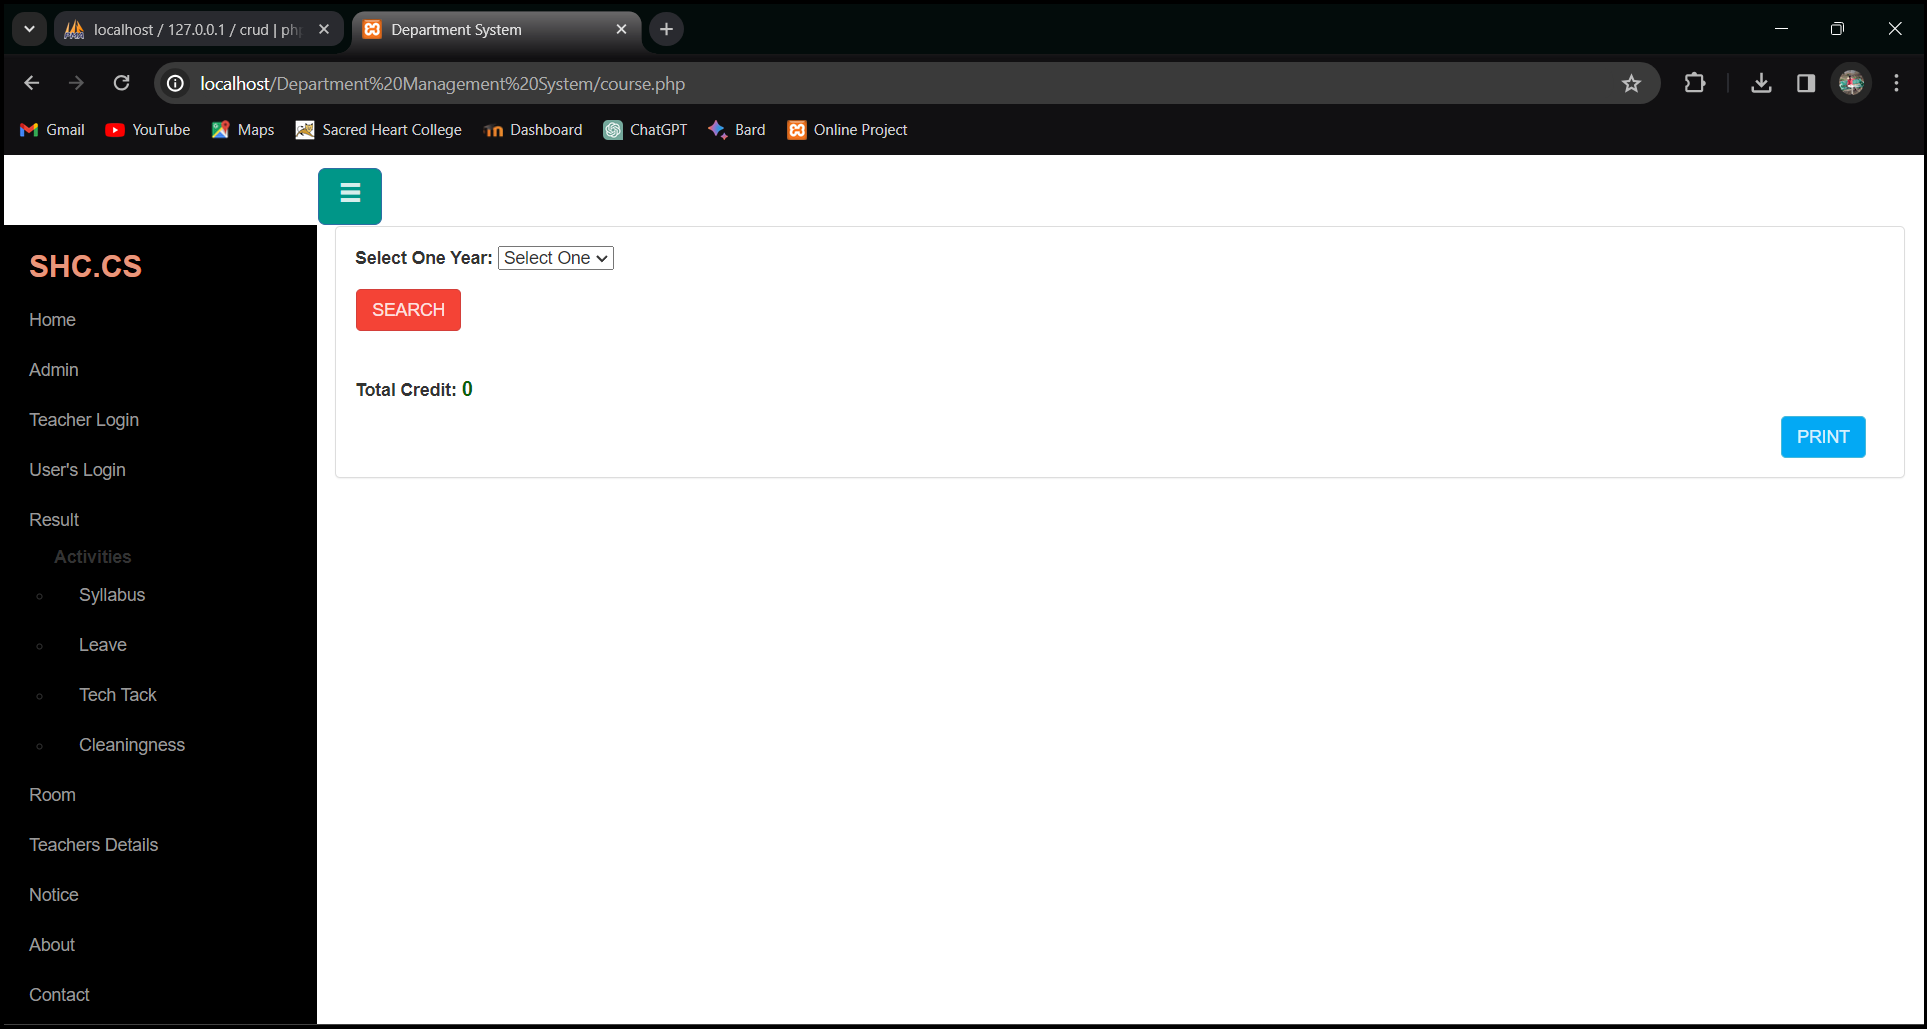 localhost / 127.0.0.1 / crud | ph
Department System
localhost/Department%20Management%20System/course.php
Gmail
YouTube
Maps
Sacred Heart College
Dashboard
ChatGPT
Bard
Online Project
SHC.CS
Home
Admin
Teacher Login
User's Login
Result
Activities
Syllabus
Leave
Tech Tack
Cleaningness
Room
Teachers Details
Notice
About
Contact
Select One Year: Select One
SEARCH
Total Credit: 0
PRINT